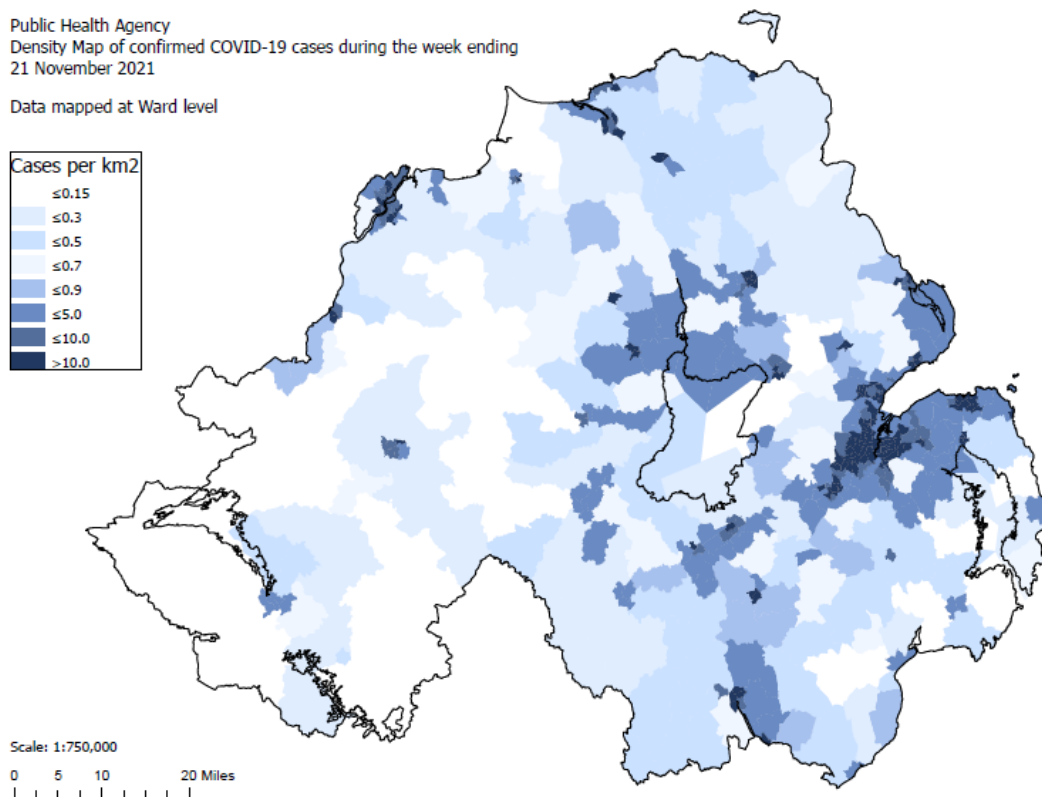 Public Health Agency
Density Map of confirmed COVID-19 cases during the week ending
21 November 2021
Data mapped at Ward level
Cases per km2
≤0.15
≤0.3
≤0.5
≤0.7
≤0.9
≤5.0
≤10.0
>10.0
Scale: 1:750,000
0 5 10 20 Miles